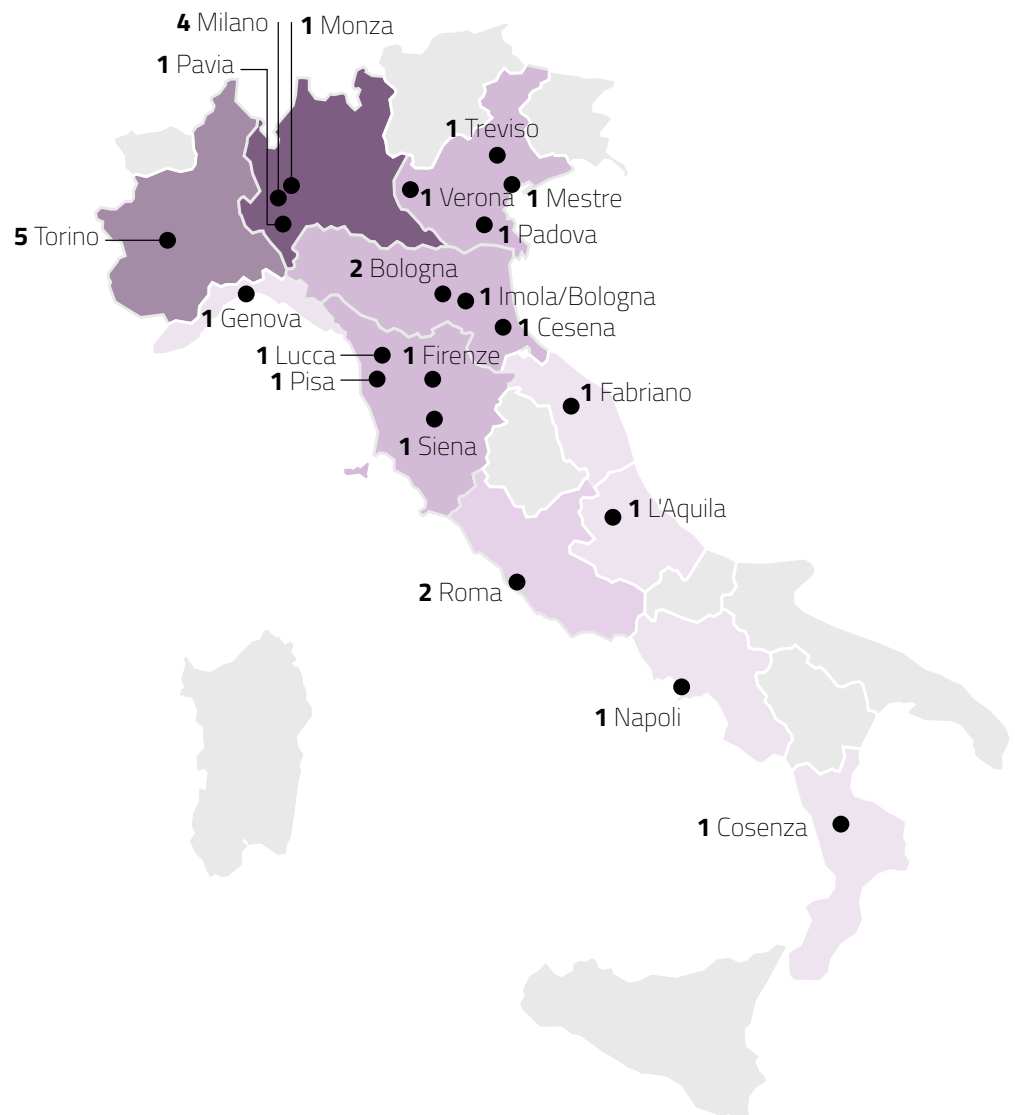 4 Milano
1 Monza
1 Pavia
1 Treviso
1 Verona
1 Mestre
5 Torino
1 Padova
2 Bologna
1 Imola/Bologna
1 Genova
1 Cesena
1 Lucca
1 Firenze
1 Pisa
1 Fabriano
1 Siena
1 L'Aquila
2 Roma
1 Napoli
1 Cosenza